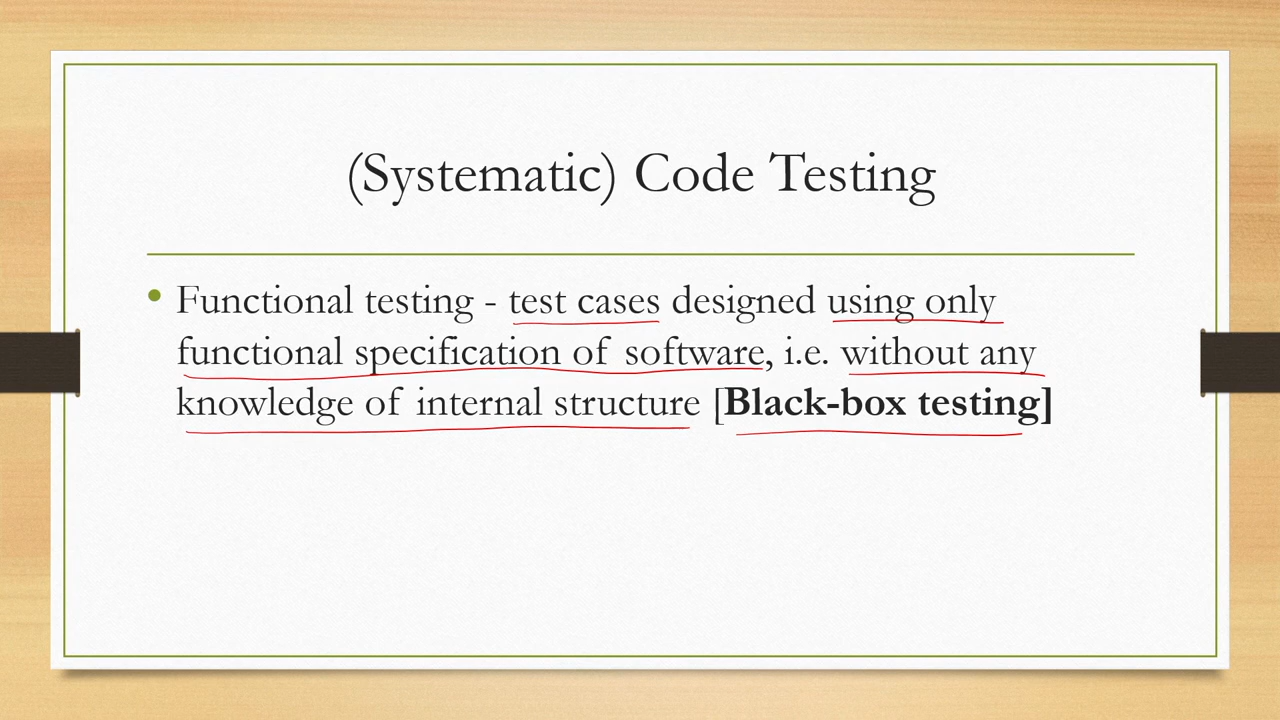 (Systematic) Code Testing
• Functional testing - test cases designed using only
functional specification of software, i.e. without any
knowledge of internal structure [Black-box testing]